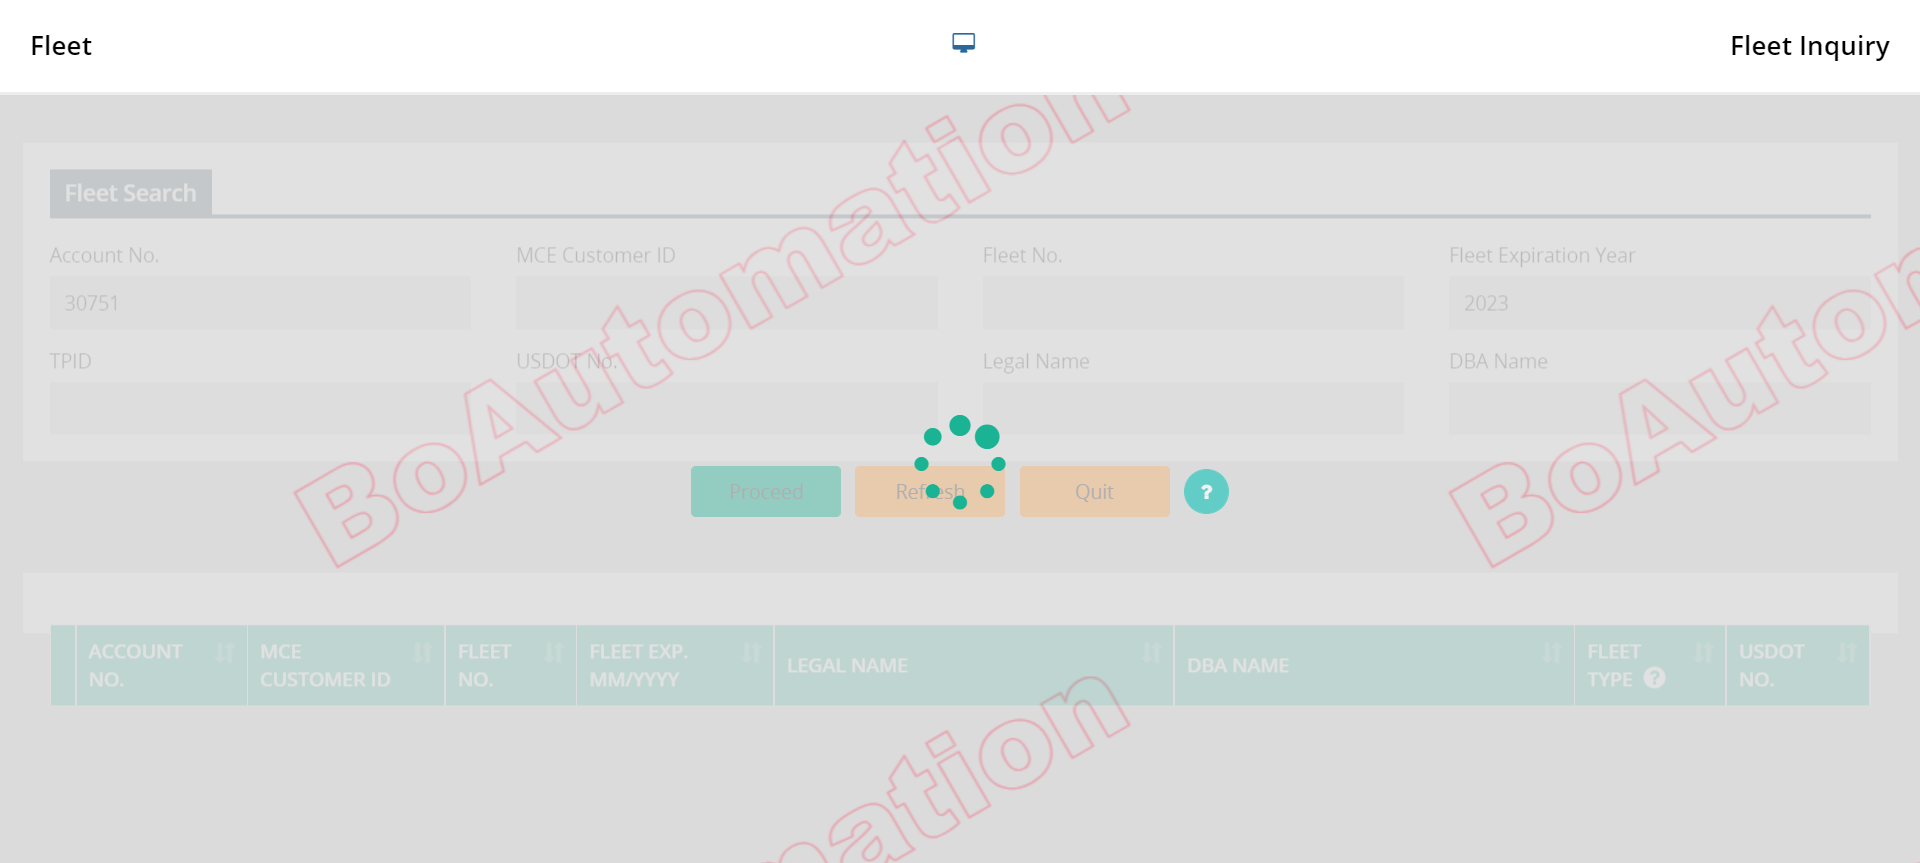 Fleet
Fleet Inquiry
Fleet Search
Account No.
MCE Customer ID
Fleet No.
Fleet Expiration Year
30751
2023
TPID
USDOT No.
Legal Name
DBA Name
Proceed
Refresh
Quit
?
ACCOUNT NO.
MCE CUSTOMER ID
FLEET NO.
FLEET EXP. MM/YYYY
LEGAL NAME
DBA NAME
FLEET TYPE ?
USDOT NO.
BoAutomation
BoAutom
mation